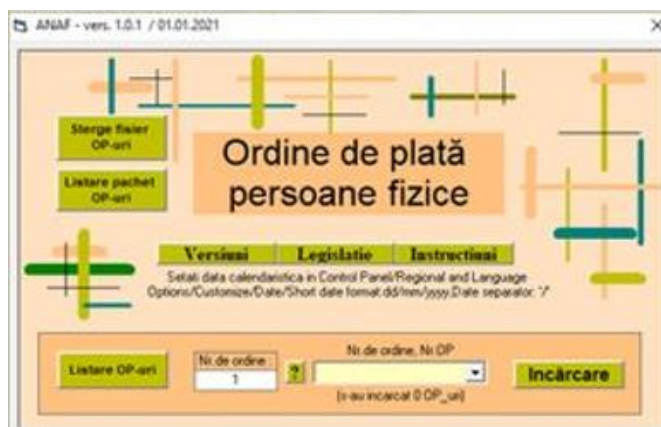 ANAF - vers. 1.0.1 / 01.01.2021
Sterge fisier
OP-uri
Listare pachet
OP-uri
Ordine de plată
persoane fizice
Versiuni Legislatie Instructiuni
Setati data calendaristica in Control Panel/Regional and Language
Options/Customize/Date/Short date format:dd/mm/yyyy,Date separator: '/'
Nr.de ordine, Nr.OP
Nr.de ordine
Listare OP-uri 1 ? Incărcare
(s-au incarcat 0 OP_uri)